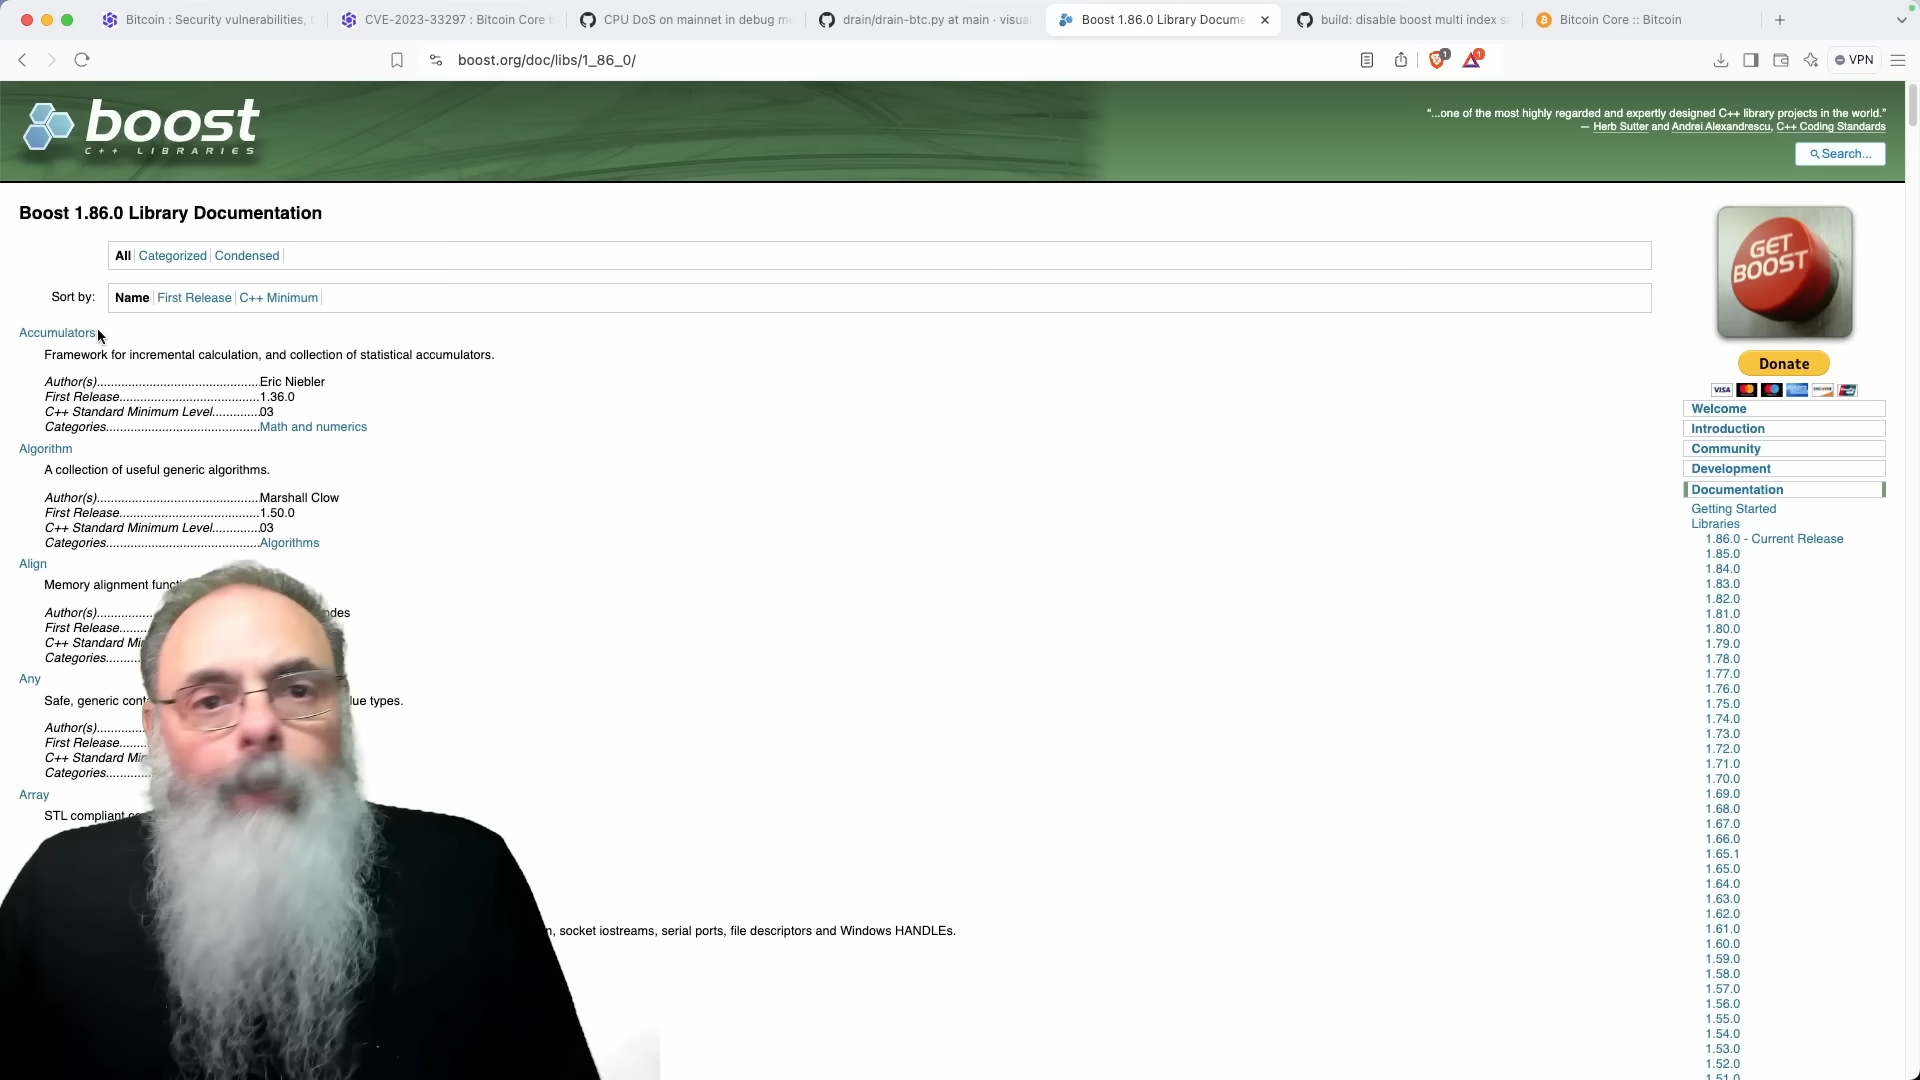 Bitcoin : Security vulnerabilities,
CVE-2023-33297 : Bitcoin Core b
CPU DoS on mainnet in debug m
drain/drain-btc.py at main · visua
Boost 1.86.0 Library Docume
build: disable boost multi index s
Bitcoin Core :: Bitcoin
boost.org/doc/libs/1_86_0/
1
1
VPN
boost
C++ LIBRARIES
“...one of the most highly regarded and expertly designed C++ library projects in the world.”
— Herb Sutter and Andrei Alexandrescu, C++ Coding Standards
Search...
Boost 1.86.0 Library Documentation
All Categorized Condensed
Sort by: Name First Release C++ Minimum
Accumulators
Framework for incremental calculation, and collection of statistical accumulators.
Author(s)...........................................Eric Niebler
First Release.....................................1.36.0
C++ Standard Minimum Level............03
Categories.........................................Math and numerics
Algorithm
A collection of useful generic algorithms.
Author(s)...........................................Marshall Clow
First Release.....................................1.50.0
C++ Standard Minimum Level............03
Categories.........................................Algorithms
Align
Memory alignment functi
Author(s)............... ndes
First Release.......
C++ Standard Mi
Categories...........
Any
Safe, generic cont lue types.
Author(s)..............
First Release.......
C++ Standard Mi
Categories...........
Array
STL compliant co
n, socket iostreams, serial ports, file descriptors and Windows HANDLEs.
GET
BOOST
Donate
VISA
Welcome
Introduction
Community
Development
Documentation
Getting Started
Libraries
1.86.0 - Current Release
1.85.0
1.84.0
1.83.0
1.82.0
1.81.0
1.80.0
1.79.0
1.78.0
1.77.0
1.76.0
1.75.0
1.74.0
1.73.0
1.72.0
1.71.0
1.70.0
1.69.0
1.68.0
1.67.0
1.66.0
1.65.1
1.65.0
1.64.0
1.63.0
1.62.0
1.61.0
1.60.0
1.59.0
1.58.0
1.57.0
1.56.0
1.55.0
1.54.0
1.53.0
1.52.0
1.51.0